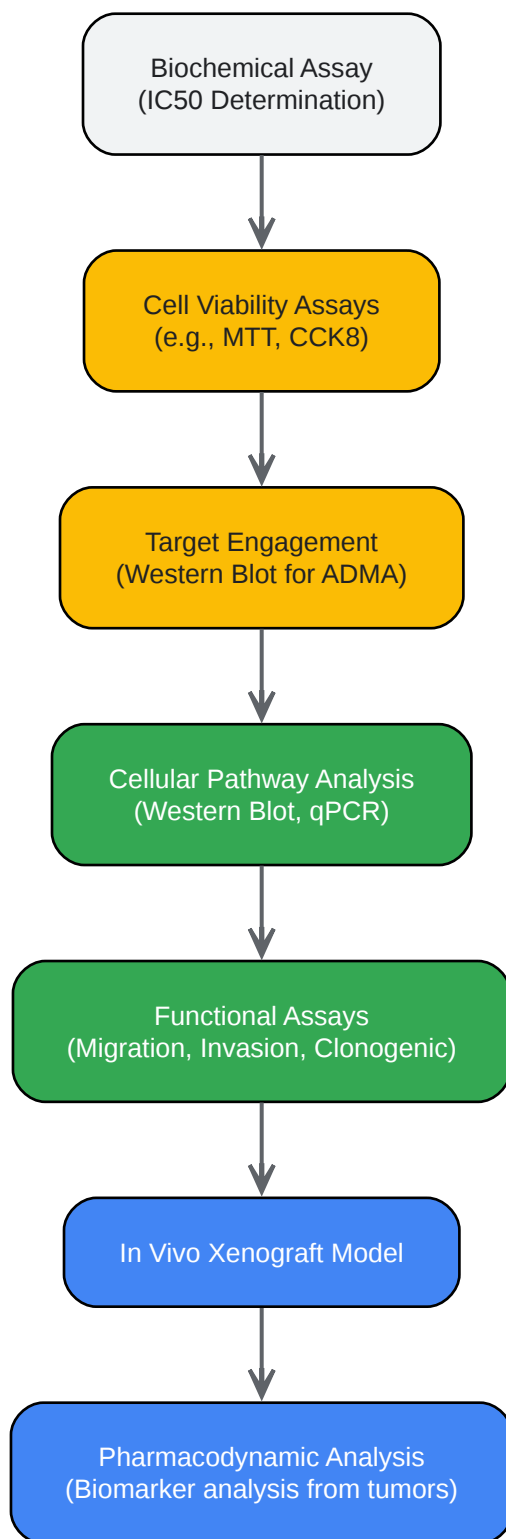 Biochemical Assay
(IC50 Determination)
Cell Viability Assays
(e.g., MTT, CCK8)
Target Engagement
(Western Blot for ADMA)
Cellular Pathway Analysis
(Western Blot, qPCR)
Functional Assays
(Migration, Invasion, Clonogenic)
In Vivo Xenograft Model
Pharmacodynamic Analysis
(Biomarker analysis from tumors)